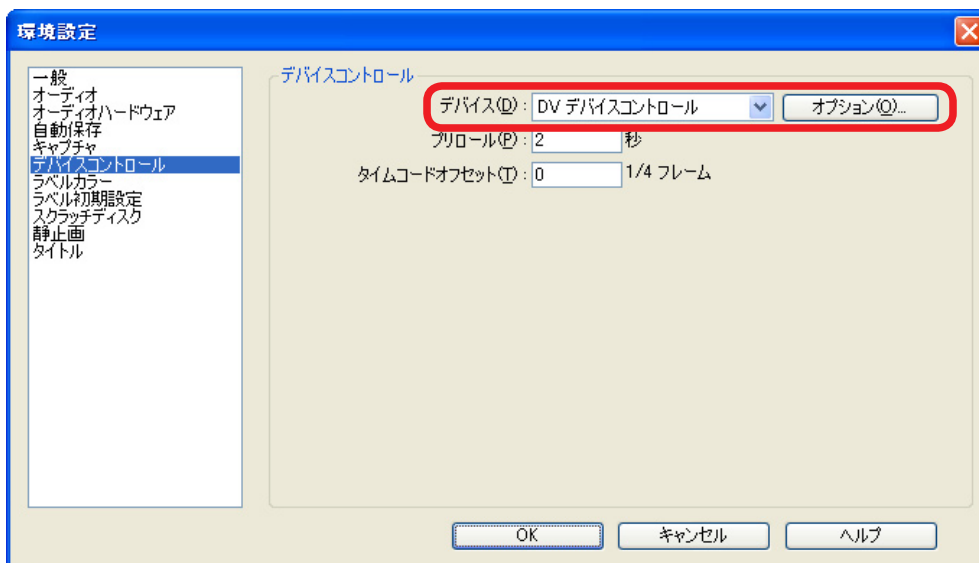 環境設定
一般
オーディオ
オーディオハードウェア
自動保存
キャプチャ
デバイスコントロール
ラベルカラー
ラベル初期設定
スクラッチディスク
静止画
タイトル
デバイスコントロール
デバイス(D) : DV デバイスコントロール オプション(O)...
プリロール(P) : 2 秒
タイムコードオフセット(T) : 0 1/4 フレーム
OK キャンセル ヘルプ